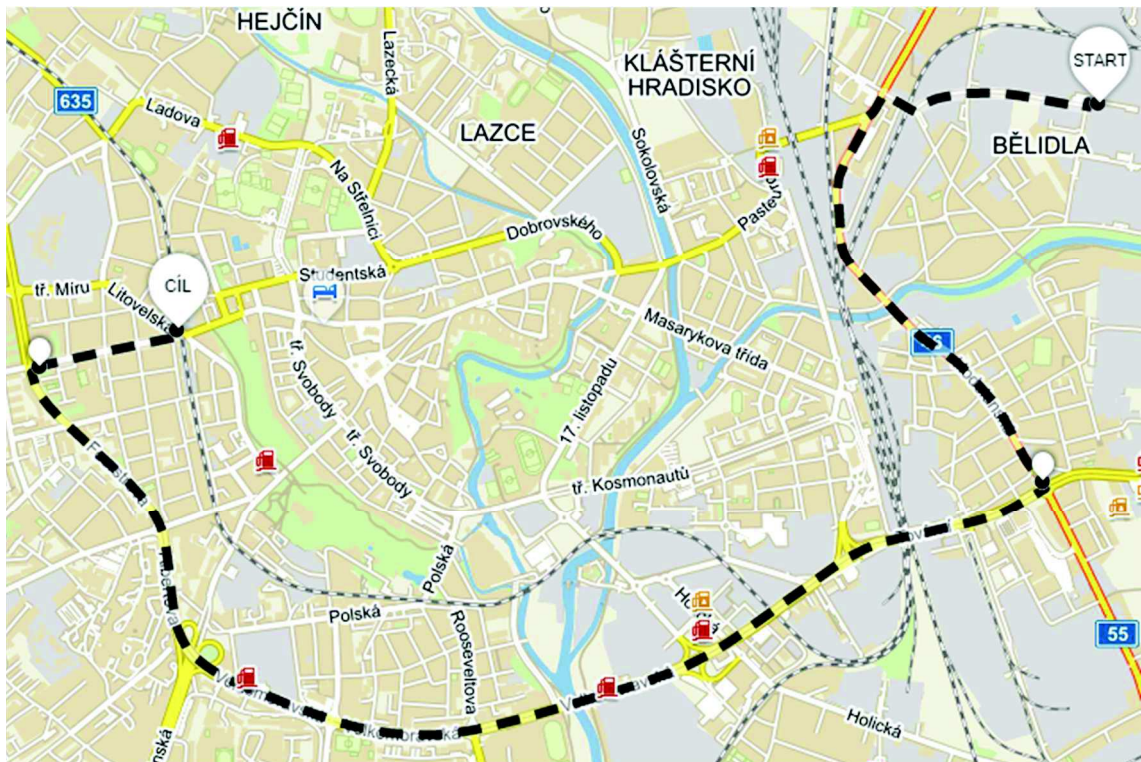 HEJČÍN
Lazecká
KLÁŠTERNÍ
HRADISKO
START
635
Ladova
LAZCE
Sokolovská
BĚLIDLA
Na Střelnici
Dobrovského
Studentská
tř. Míru
Litovelská
CÍL
Masarykova třída
tř. Svobody
17. listopadu
tř. Svobody
tř. Kosmonautů
Polská
Polská
Rooseveltova
55
Holická